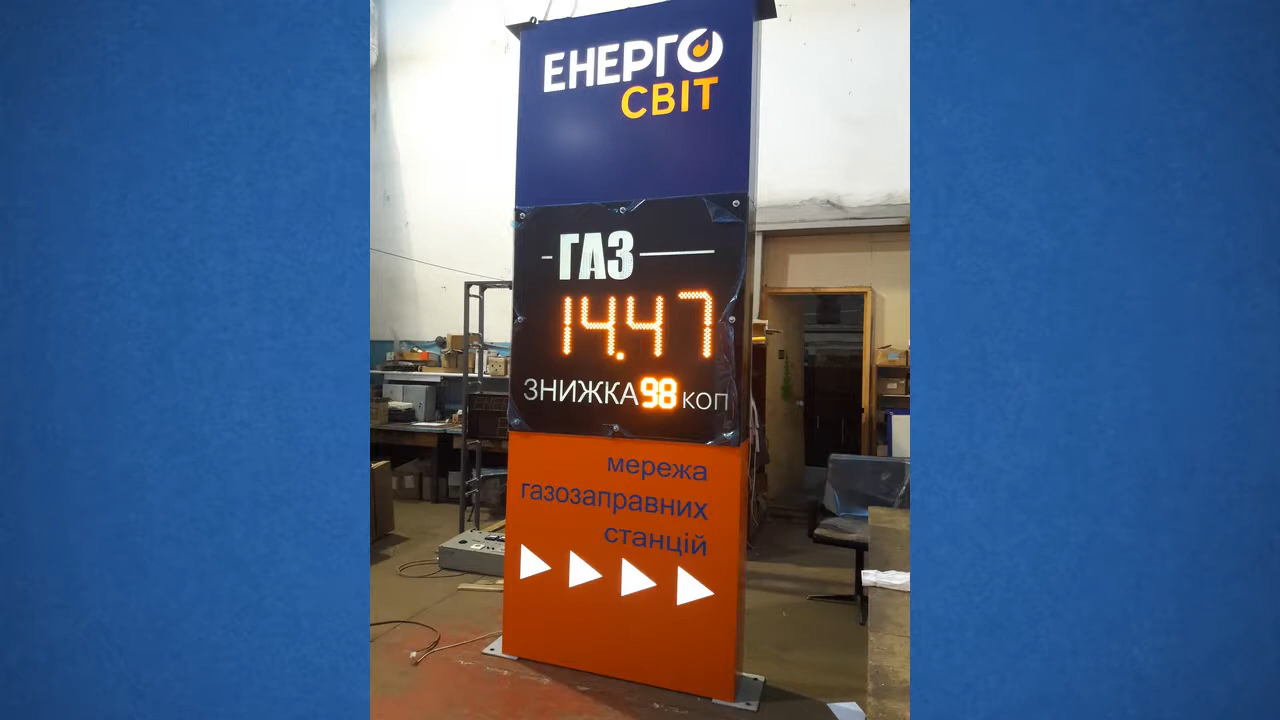 ЕНЕРГО
СВІТ
ГАЗ
14.47
ЗНИЖКА 98 коп
мережа
газозаправних
станцій